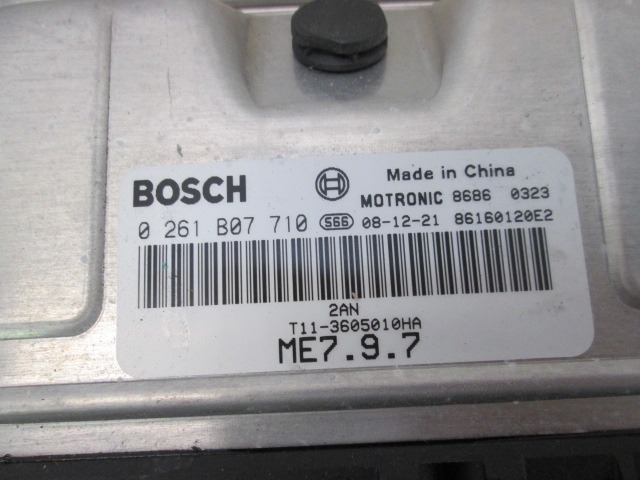 BOSCH Made in China
MOTRONIC 8686 0323
0 261 B07 710 S66 08-12-21 86160120E2
2AN
T11-3605010HA
ME7.9.7